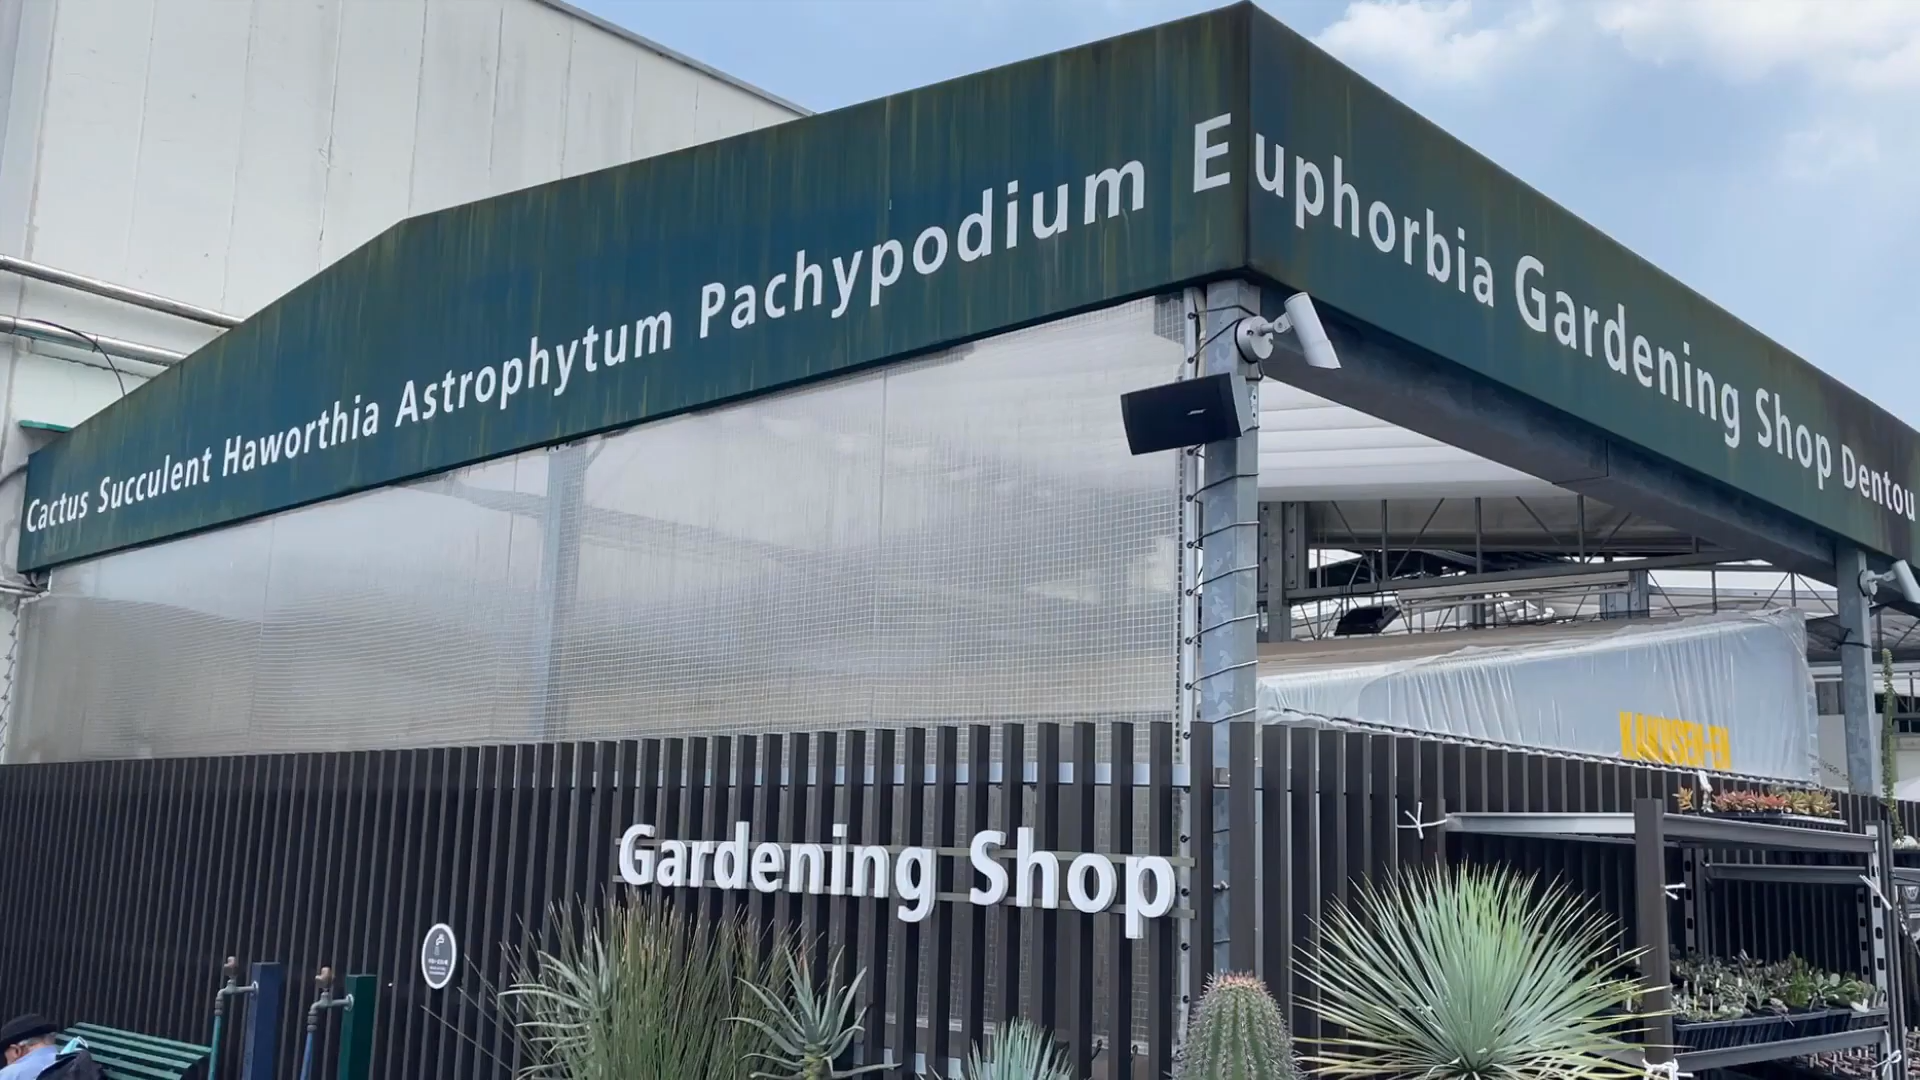 Cactus Succulent Haworthia Astrophytum Pachypodium Euphorbia Gardening Shop Dentou
Gardening Shop